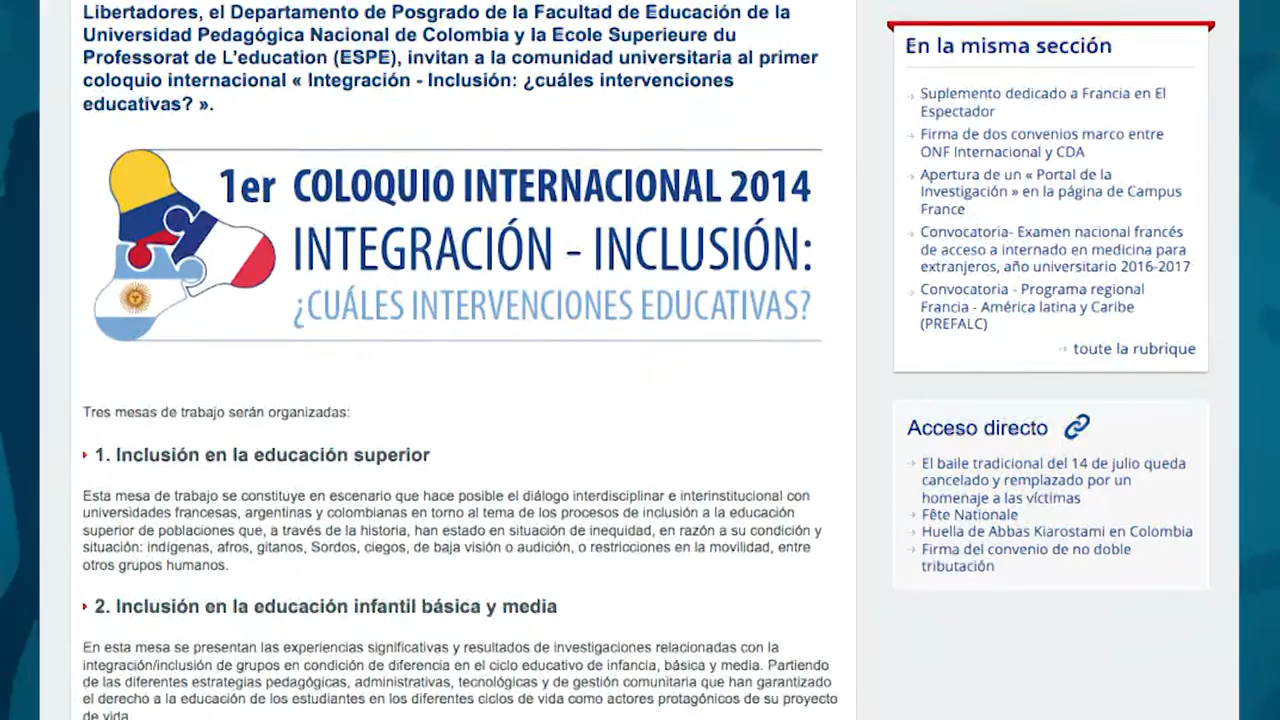 Libertadores, el Departamento de Posgrado de la Facultad de Educación de la
Universidad Pedagógica Nacional de Colombia y la Ecole Superieure du
Professorat de L'education (ESPE), invitan a la comunidad universitaria al primer
coloquio internacional « Integración - Inclusión: ¿cuáles intervenciones
educativas? ».
1er COLOQUIO INTERNACIONAL 2014
INTEGRACIÓN - INCLUSIÓN:
¿CUÁLES INTERVENCIONES EDUCATIVAS?
Tres mesas de trabajo serán organizadas:
1. Inclusión en la educación superior
Esta mesa de trabajo se constituye en escenario que hace posible el diálogo interdisciplinar e interinstitucional con
universidades francesas, argentinas y colombianas en torno al tema de los procesos de inclusión a la educación
superior de poblaciones que, a través de la historia, han estado en situación de inequidad, en razón a su condición y
situación: indígenas, afros, gitanos, Sordos, ciegos, de baja visión o audición, o restricciones en la movilidad, entre
otros grupos humanos.
2. Inclusión en la educación infantil básica y media
En esta mesa se presentan las experiencias significativas y resultados de investigaciones relacionadas con la
integración/inclusión de grupos en condición de diferencia en el ciclo educativo de infancia, básica y media. Partiendo
de las diferentes estrategias pedagógicas, administrativas, tecnológicas y de gestión comunitaria que han garantizado
el derecho a la educación de los estudiantes en los diferentes ciclos de vida como actores protagónicos de su proyecto
de vida
En la misma sección
Suplemento dedicado a Francia en El
Espectador
Firma de dos convenios marco entre
ONF Internacional y CDA
Apertura de un « Portal de la
Investigación » en la página de Campus
France
Convocatoria- Examen nacional francés
de acceso a internado en medicina para
extranjeros, año universitario 2016-2017
Convocatoria - Programa regional
Francia - América latina y Caribe
(PREFALC)
toute la rubrique
Acceso directo
El baile tradicional del 14 de julio queda
cancelado y remplazado por un
homenaje a las víctimas
Fête Nationale
Huella de Abbas Kiarostami en Colombia
Firma del convenio de no doble
tributación